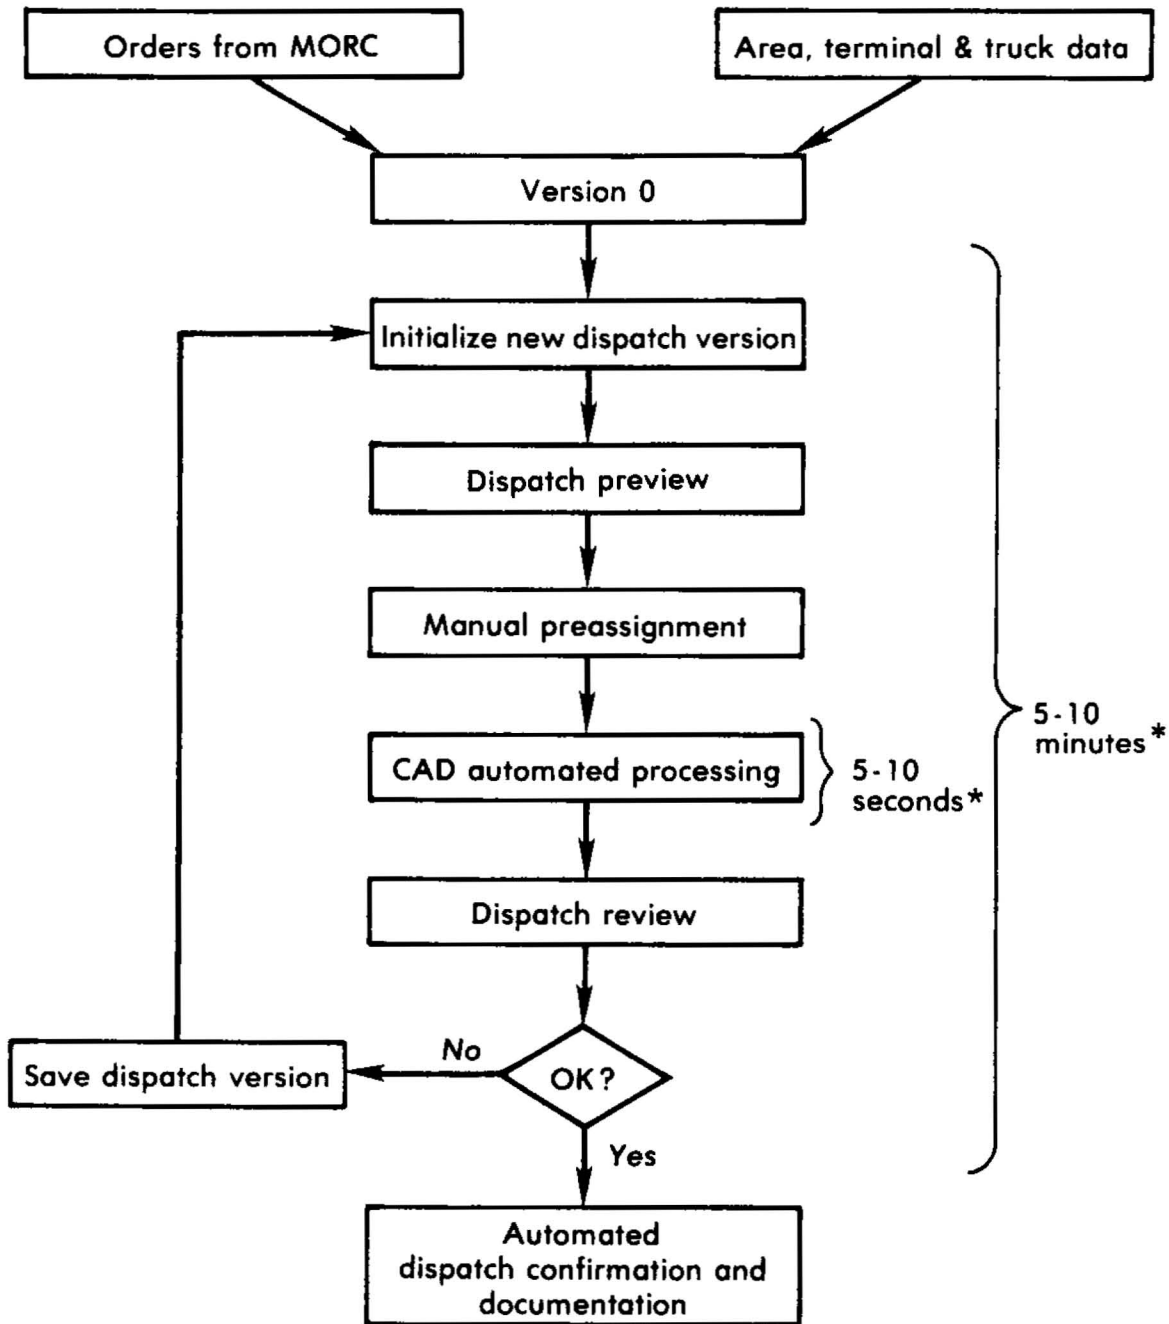 Orders from MORC
Area, terminal & truck data
Version 0
Initialize new dispatch version
Dispatch preview
Manual preassignment
CAD automated processing
5-10
seconds*
5-10
minutes*
Dispatch review
OK?
No
Save dispatch version
Yes
Automated
dispatch confirmation and
documentation